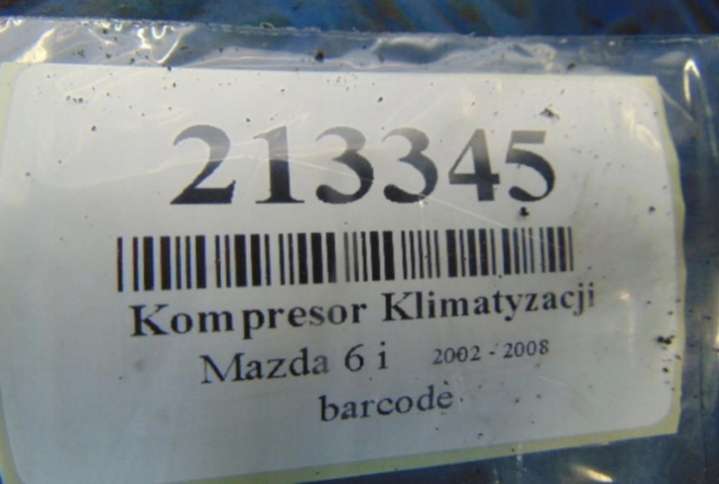 213345
Kompresor Klimatyzacji
Mazda 6 i 2002 - 2008
barcode